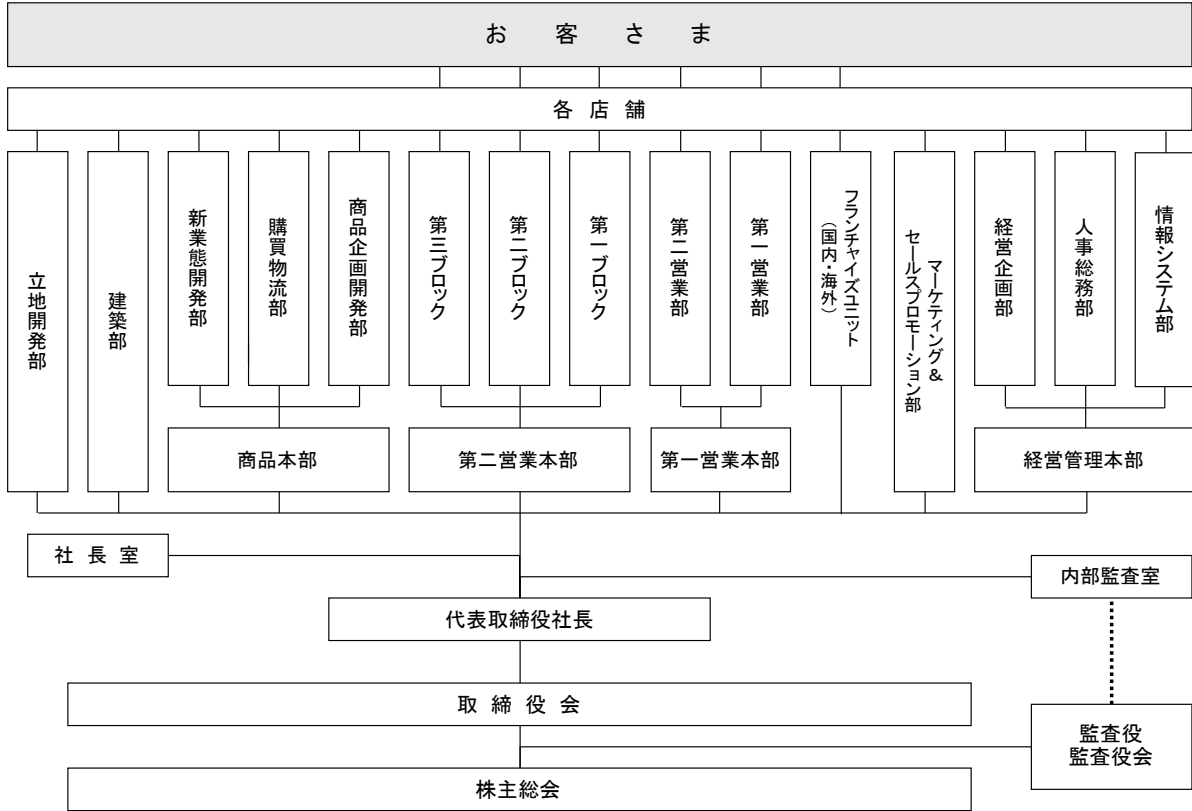 お客さま
各店舗
立地開発部
建築部
新業態開発部
購買物流部
商品企画開発部
第三ブロック
第二ブロック
第一ブロック
第二営業部
第一営業部
フランチャイズユニット
（国内・海外）
マーケティング＆
セールスプロモーション部
経営企画部
人事総務部
情報システム部
商品本部
第二営業本部
第一営業本部
経営管理本部
社長室
内部監査室
代表取締役社長
取締役会
監査役
監査役会
株主総会